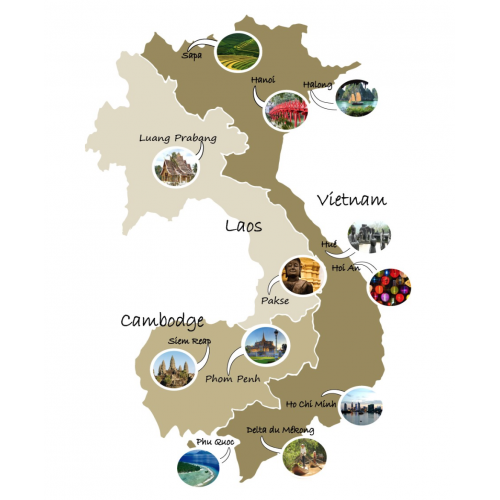 Sapa
Hanoi
Halong
Luang Prabang
Vietnam
Laos
Hué
Hoi An
Pakse
Cambodge
Siem Reap
Phom Penh
Ho Chi Minh
Delta du Mékong
Phu Quoc